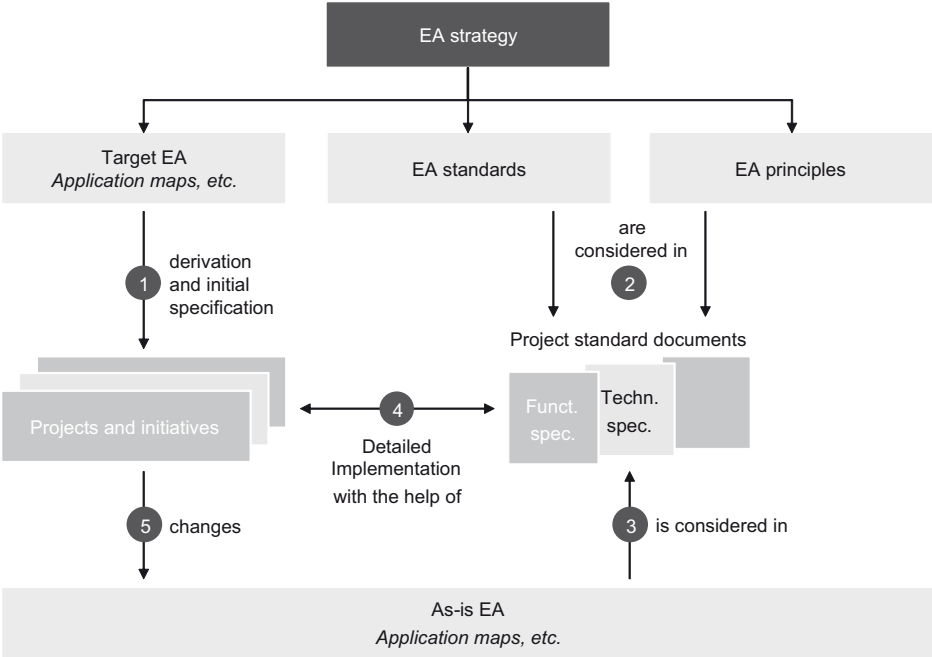 EA strategy
Target EA
Application maps, etc.
EA standards
EA principles
1
derivation
and initial
specification
are
considered in
2
Project standard documents
Projects and initiatives
4
Detailed
Implementation
with the help of
Funct.
spec.
Techn.
spec.
5 changes
3 is considered in
As-is EA
Application maps, etc.